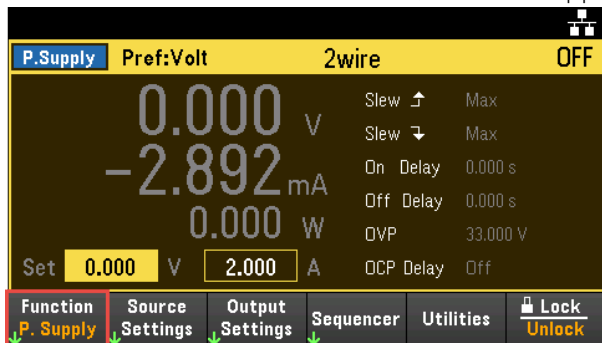 P.Supply Pref:Volt 2wire OFF
0.000 V
-2.892 mA
0.000 W
Set 0.000 V 2.000 A
Slew Max
Slew Max
On Delay 0.000 s
Off Delay 0.000 s
OVP 33.000 V
OCP Delay Off
Function P. Supply
Source Settings
Output Settings
Sequencer
Utilities
Lock Unlock